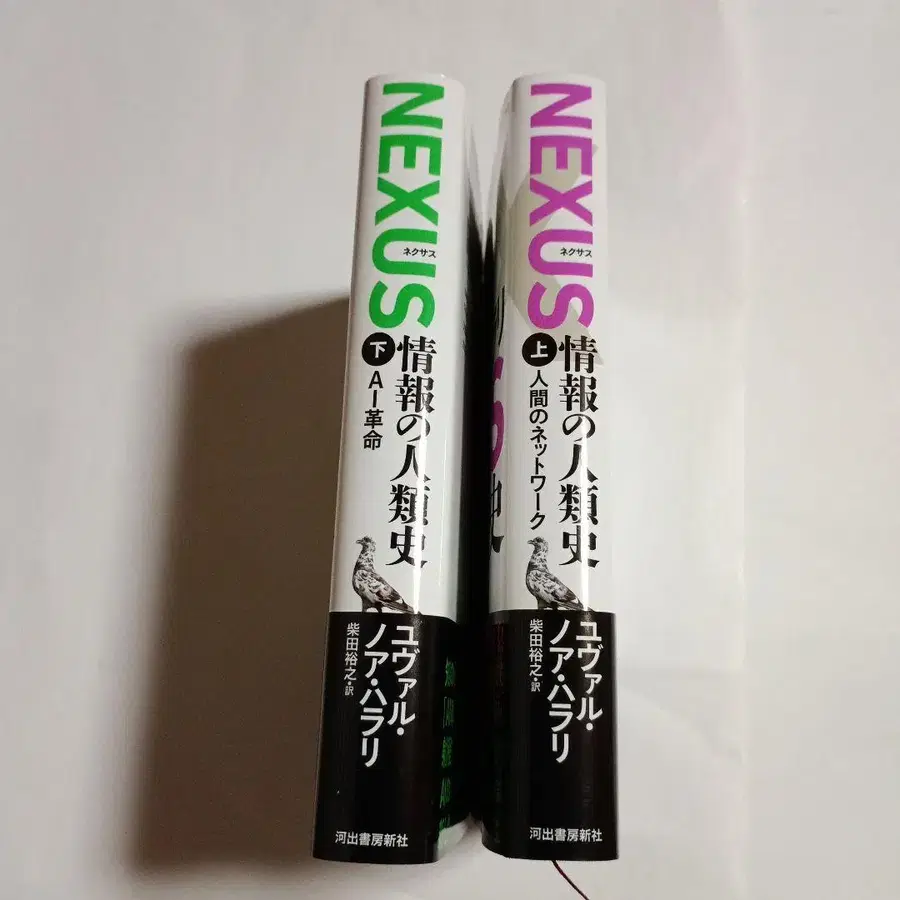 NEXUS
ネクサス
情報の人類史
下
AI革命
ユヴァル・
ノア・ハラリ
柴田裕之・訳
河出書房新社
NEXUS
ネクサス
情報の人類史
上
人間のネットワーク
ユヴァル・
ノア・ハラリ
柴田裕之・訳
河出書房新社